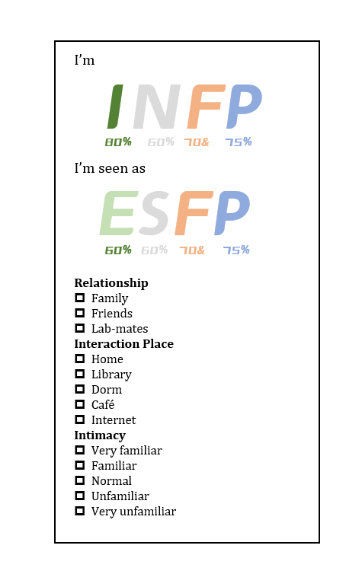 I'm
INFP
80% 60% 70& 75%
I'm seen as
ESFP
60% 60% 70& 75%
Relationship
Family
Friends
Lab-mates
Interaction Place
Home
Library
Dorm
Café
Internet
Intimacy
Very familiar
Familiar
Normal
Unfamiliar
Very unfamiliar